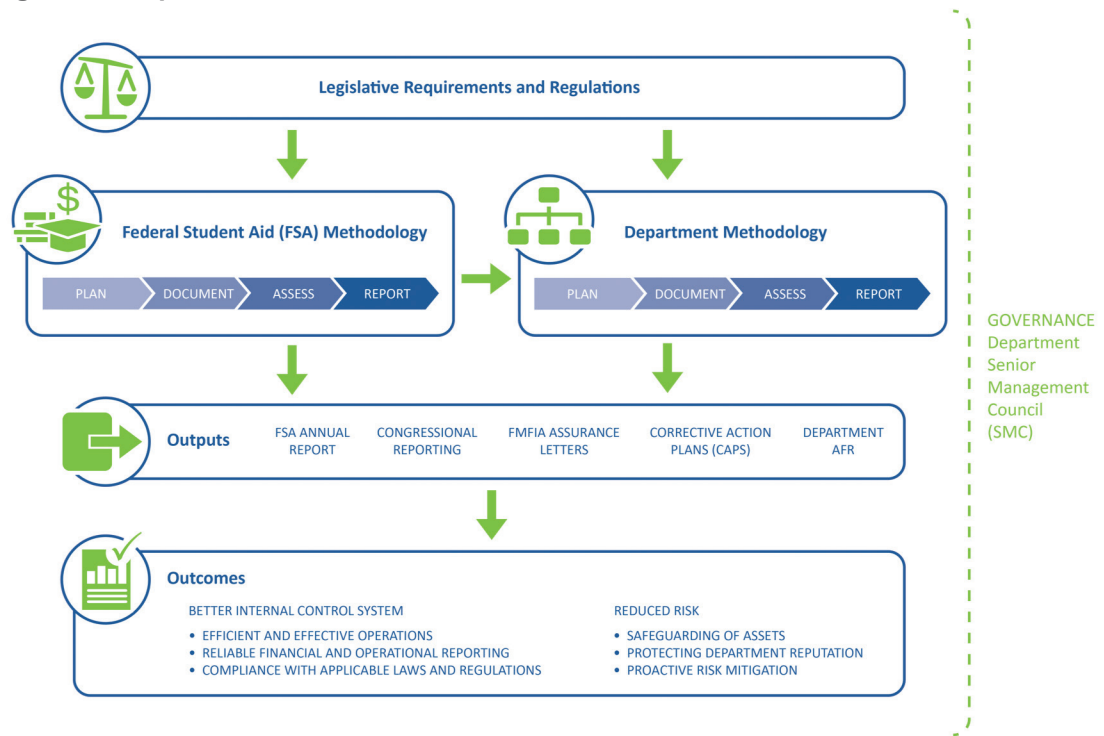 Legislative Requirements and Regulations
$
Federal Student Aid (FSA) Methodology
PLAN
DOCUMENT
ASSESS
REPORT
Department Methodology
PLAN
DOCUMENT
ASSESS
REPORT
Outputs
FSA ANNUAL
REPORT
CONGRESSIONAL
REPORTING
FMFIA ASSURANCE
LETTERS
CORRECTIVE ACTION
PLANS (CAPS)
DEPARTMENT
AFR
Outcomes
BETTER INTERNAL CONTROL SYSTEM
• EFFICIENT AND EFFECTIVE OPERATIONS
• RELIABLE FINANCIAL AND OPERATIONAL REPORTING
• COMPLIANCE WITH APPLICABLE LAWS AND REGULATIONS
REDUCED RISK
• SAFEGUARDING OF ASSETS
• PROTECTING DEPARTMENT REPUTATION
• PROACTIVE RISK MITIGATION
GOVERNANCE
Department
Senior
Management
Council
(SMC)